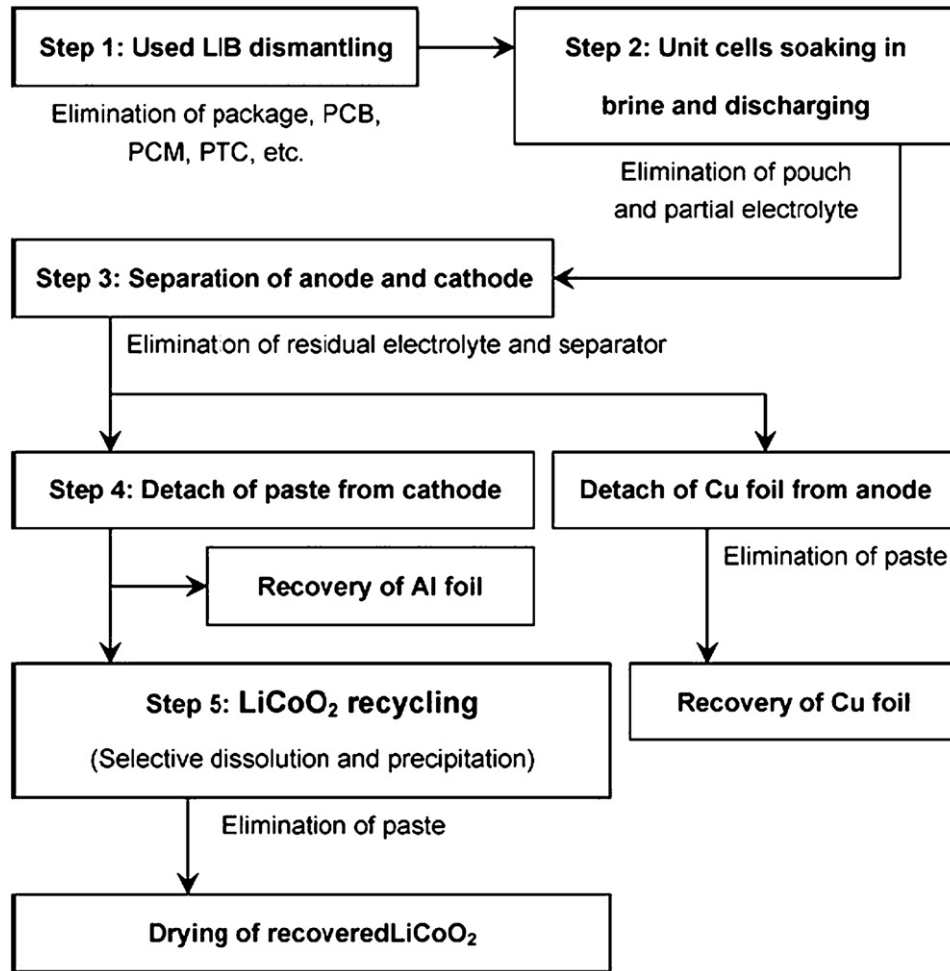 Step 1: Used LIB dismantling
Step 2: Unit cells soaking in
brine and discharging
Elimination of package, PCB,
PCM, PTC, etc.
Elimination of pouch
and partial electrolyte
Step 3: Separation of anode and cathode
Elimination of residual electrolyte and separator
Step 4: Detach of paste from cathode
Detach of Cu foil from anode
Elimination of paste
Recovery of Al foil
Step 5: LiCoO₂ recycling
(Selective dissolution and precipitation)
Recovery of Cu foil
Elimination of paste
Drying of recoveredLiCoO₂